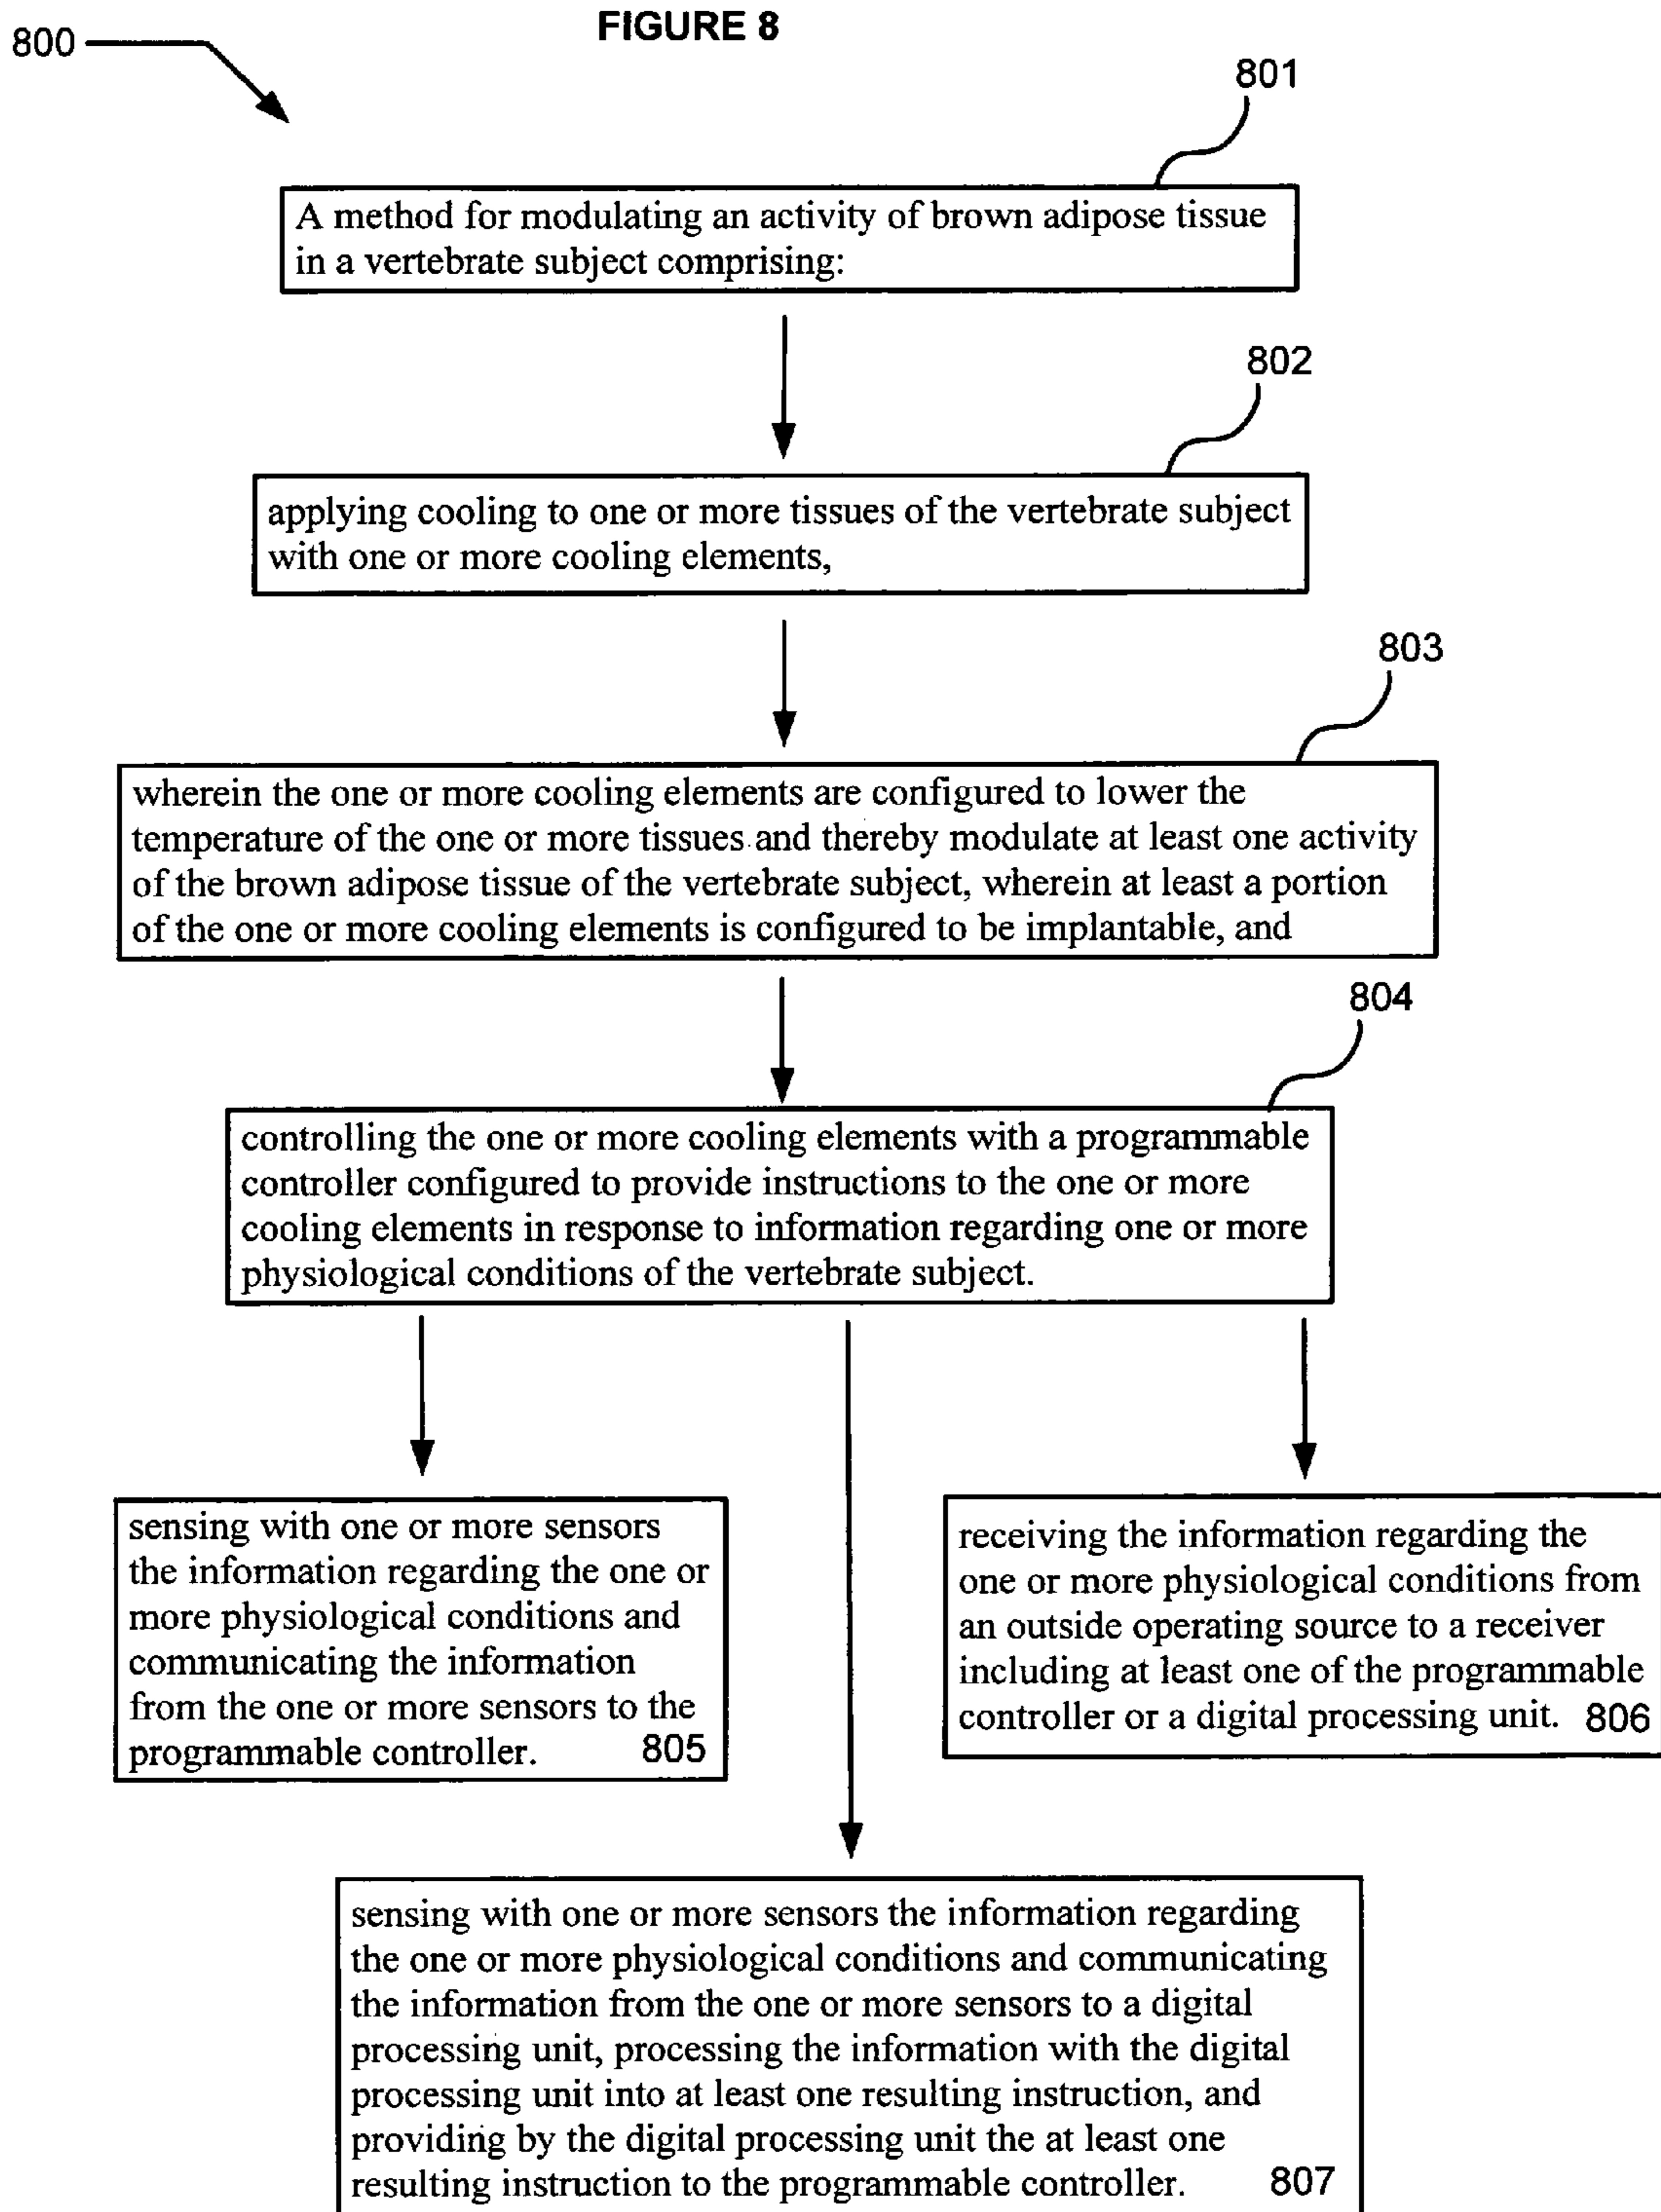 FIGURE 8
800
801
A method for modulating an activity of brown adipose tissue
in a vertebrate subject comprising:
802
applying cooling to one or more tissues of the vertebrate subject
with one or more cooling elements,
803
wherein the one or more cooling elements are configured to lower the
temperature of the one or more tissues and thereby modulate at least one activity
of the brown adipose tissue of the vertebrate subject, wherein at least a portion
of the one or more cooling elements is configured to be implantable, and
804
controlling the one or more cooling elements with a programmable
controller configured to provide instructions to the one or more
cooling elements in response to information regarding one or more
physiological conditions of the vertebrate subject.
sensing with one or more sensors
the information regarding the one or
more physiological conditions and
communicating the information
from the one or more sensors to the
programmable controller. 805
receiving the information regarding the
one or more physiological conditions from
an outside operating source to a receiver
including at least one of the programmable
controller or a digital processing unit. 806
sensing with one or more sensors the information regarding
the one or more physiological conditions and communicating
the information from the one or more sensors to a digital
processing unit, processing the information with the digital
processing unit into at least one resulting instruction, and
providing by the digital processing unit the at least one
resulting instruction to the programmable controller. 807